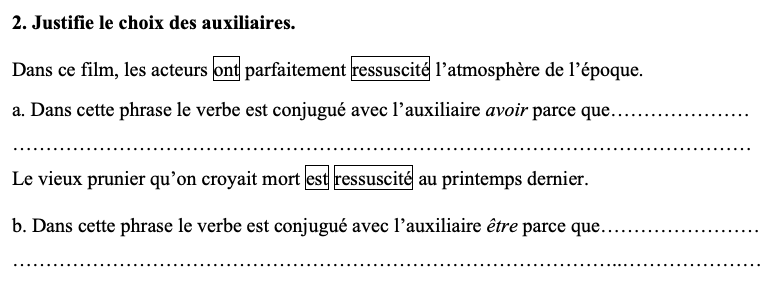 2. Justifie le choix des auxiliaires.
Dans ce film, les acteurs ont parfaitement ressuscité l’atmosphère de l’époque.
a. Dans cette phrase le verbe est conjugué avec l’auxiliaire avoir parce que…………………
…………………………………………………………………………………………………
Le vieux prunier qu’on croyait mort est ressuscité au printemps dernier.
b. Dans cette phrase le verbe est conjugué avec l’auxiliaire être parce que……………………
………………………………………………………………………………..…………………